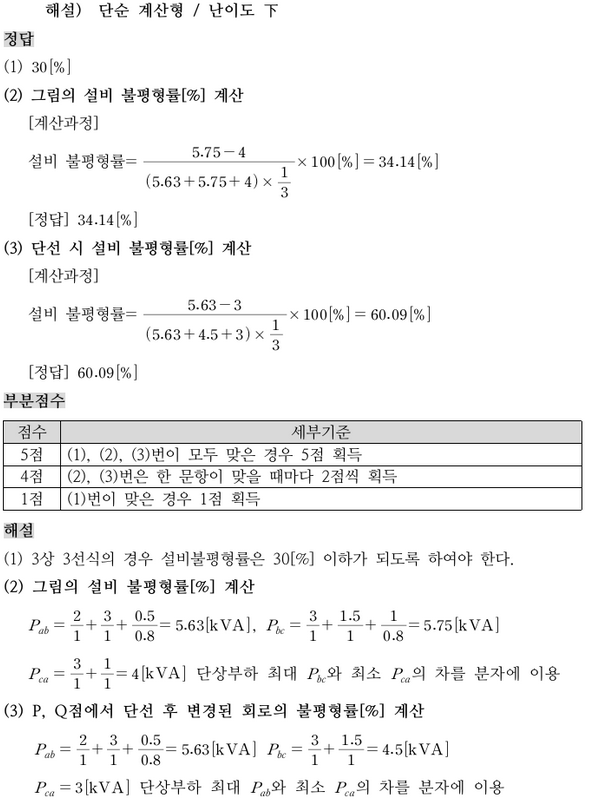 해설) 단순 계산형 / 난이도 下
정답
(1) 30[%]
(2) 그림의 설비 불평형률[%] 계산
[계산과정]
설비 불평형률= \frac{5.75-4}{(5.63+5.75+4)×\frac{1}{3}}×100[%]=34.14[%]
[정답] 34.14[%]
(3) 단선 시 설비 불평형률[%] 계산
[계산과정]
설비 불평형률= \frac{5.63-3}{(5.63+4.5+3)×\frac{1}{3}}×100[%]=60.09[%]
[정답] 60.09[%]
부분점수
점수 세부기준
5점 (1), (2), (3)번이 모두 맞은 경우 5점 획득
4점 (2), (3)번은 한 문항이 맞을 때마다 2점씩 획득
1점 (1)번이 맞은 경우 1점 획득
해설
(1) 3상 3선식의 경우 설비불평형률은 30[%] 이하가 되도록 하여야 한다.
(2) 그림의 설비 불평형률[%] 계산
P_{ab}=\frac{2}{1}+\frac{3}{1}+\frac{0.5}{0.8}=5.63[kVA], P_{bc}=\frac{3}{1}+\frac{1.5}{1}+\frac{1}{0.8}=5.75[kVA]
P_{ca}=\frac{3}{1}+\frac{1}{1}=4[kVA] 단상부하 최대 P_{bc}와 최소 P_{ca}의 차를 분자에 이용
(3) P, Q점에서 단선 후 변경된 회로의 불평형률[%] 계산
P_{ab}=\frac{2}{1}+\frac{3}{1}+\frac{0.5}{0.8}=5.63[kVA] P_{bc}=\frac{3}{1}+\frac{1.5}{1}=4.5[kVA]
P_{ca}=3[kVA] 단상부하 최대 P_{ab}와 최소 P_{ca}의 차를 분자에 이용